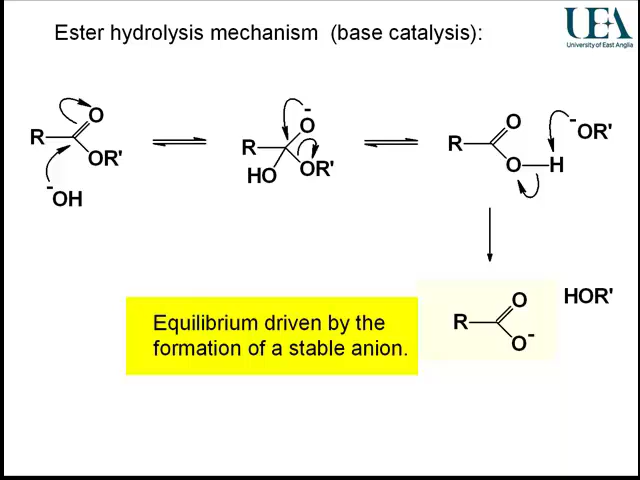 Ester hydrolysis mechanism (base catalysis):
UEA
University of East Anglia
R O OR' -OH
R O- OR' HO
R O O H -OR'
R O O- HOR'
Equilibrium driven by the
formation of a stable anion.